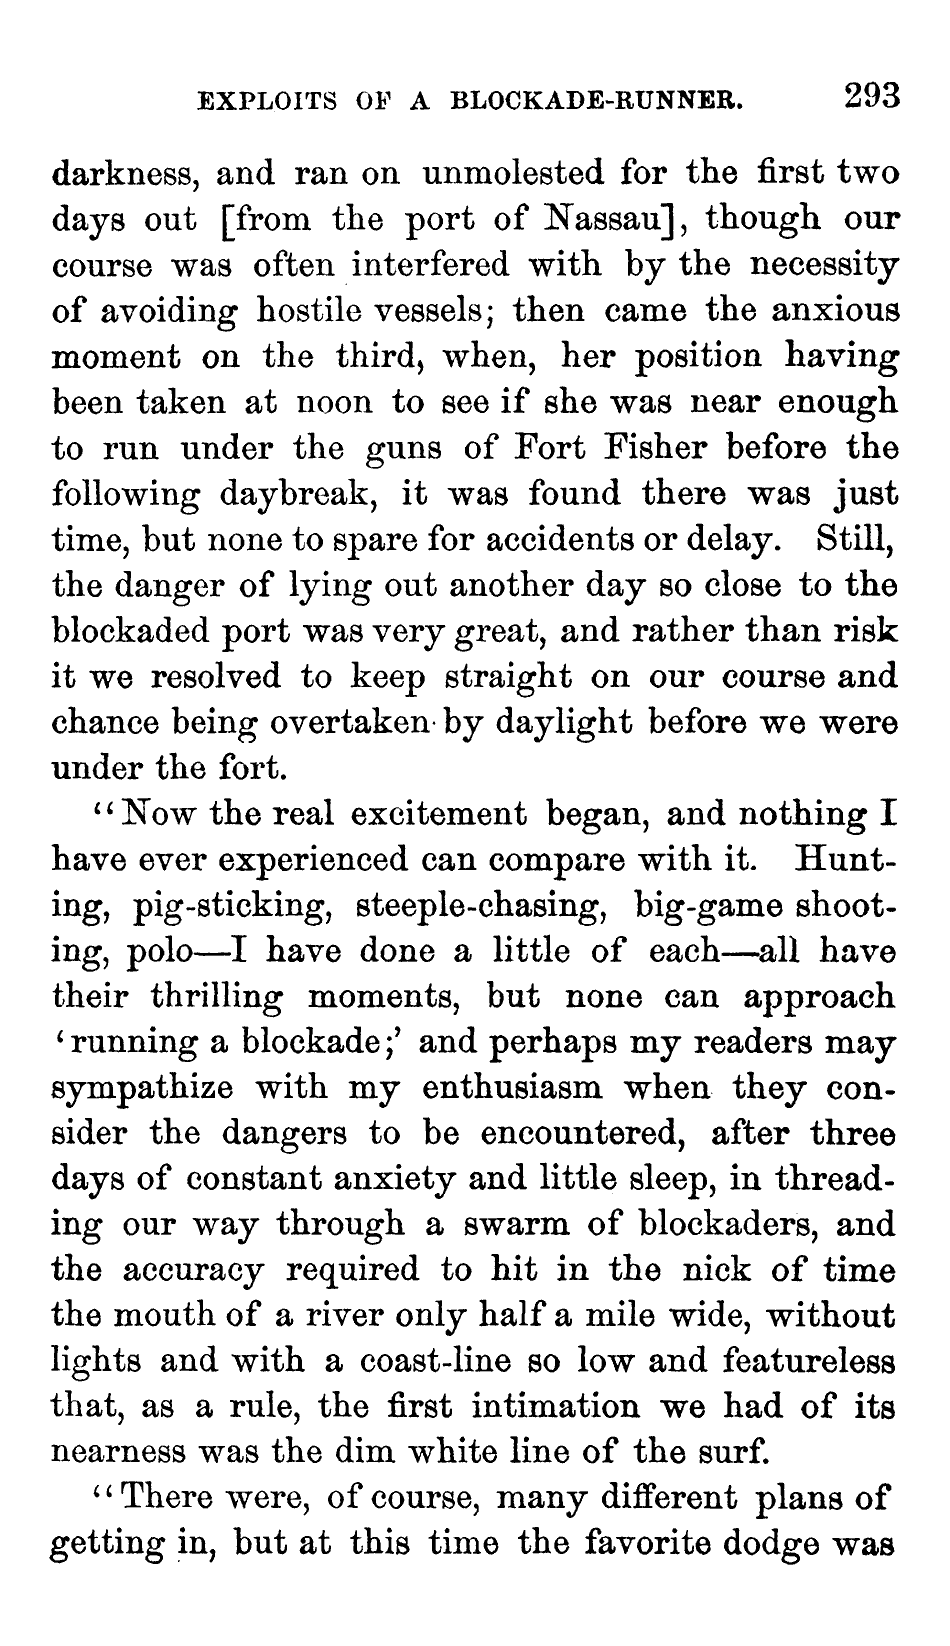 EXPLOITS OF A BLOCKADE-RUNNER. 293
darkness, and ran on unmolested for the first two
days out [from the port of Nassau], though our
course was often interfered with by the necessity
of avoiding hostile vessels; then came the anxious
moment on the third, when, her position having
been taken at noon to see if she was near enough
to run under the guns of Fort Fisher before the
following daybreak, it was found there was just
time, but none to spare for accidents or delay. Still,
the danger of lying out another day so close to the
blockaded port was very great, and rather than risk
it we resolved to keep straight on our course and
chance being overtaken by daylight before we were
under the fort.
“Now the real excitement began, and nothing I
have ever experienced can compare with it. Hunt-
ing, pig-sticking, steeple-chasing, big-game shoot-
ing, polo—I have done a little of each—all have
their thrilling moments, but none can approach
‘running a blockade;’ and perhaps my readers may
sympathize with my enthusiasm when they con-
sider the dangers to be encountered, after three
days of constant anxiety and little sleep, in thread-
ing our way through a swarm of blockaders, and
the accuracy required to hit in the nick of time
the mouth of a river only half a mile wide, without
lights and with a coast-line so low and featureless
that, as a rule, the first intimation we had of its
nearness was the dim white line of the surf.
“There were, of course, many different plans of
getting in, but at this time the favorite dodge was